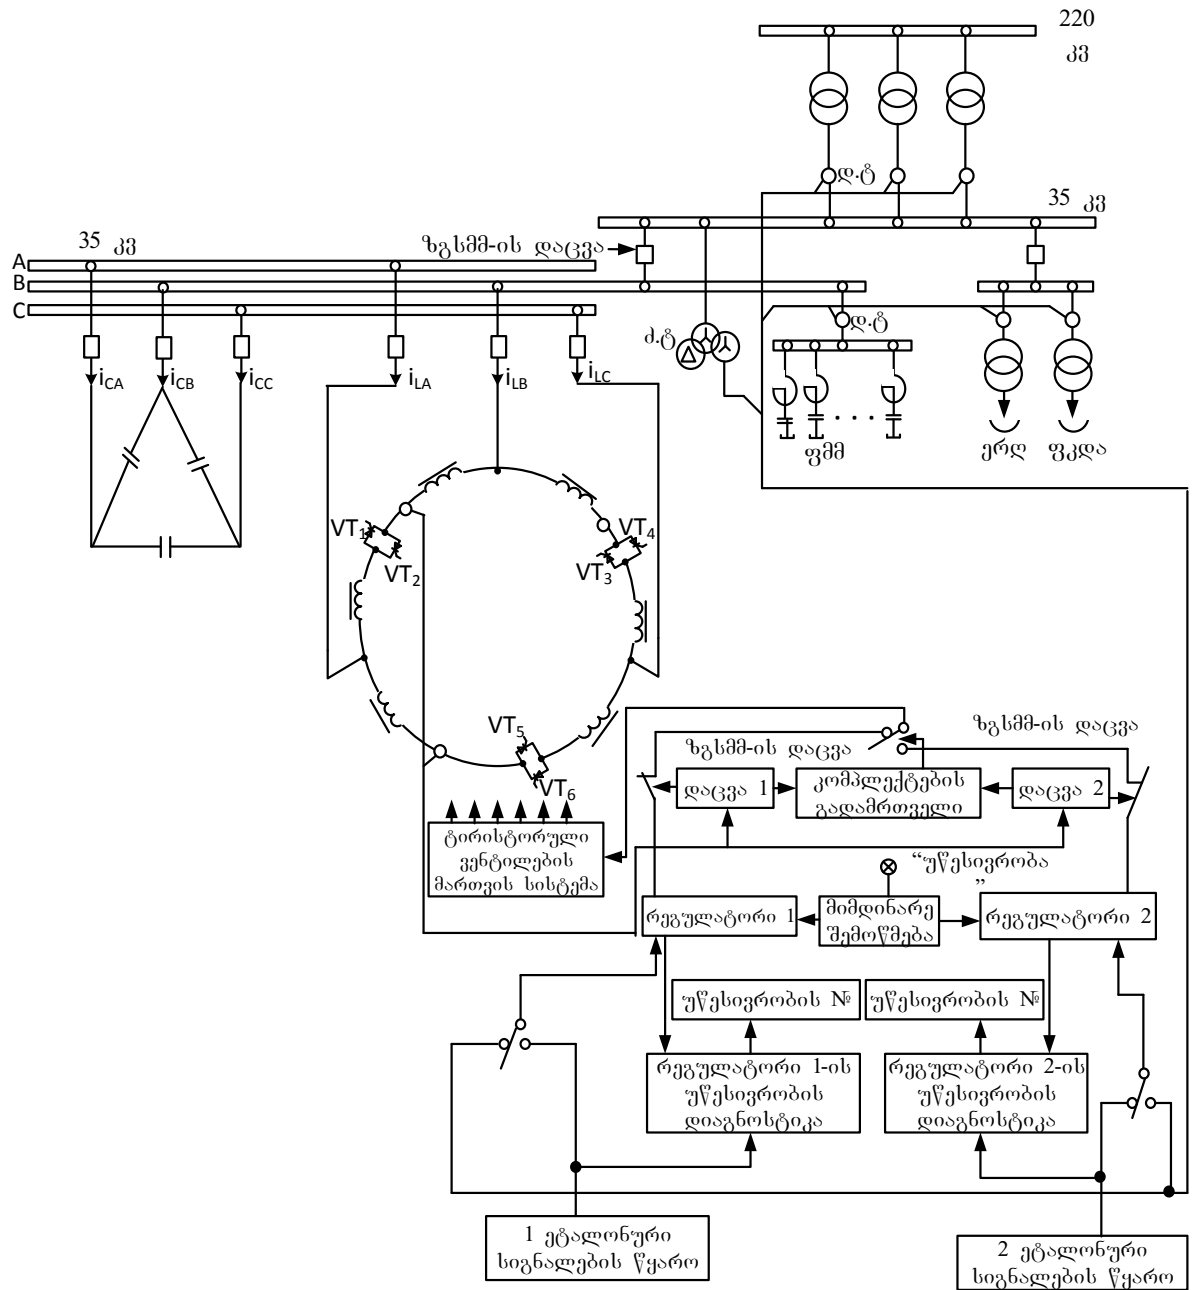 220
კვ
დ.ტ
35 კვ
35 კვ
ზგსმმ-ის დაცვა
A
B
C
დ.ტ
ძ.ტ
iCA
iCB
iCC
iLA
iLB
iLC
ფმმ
ერღ
ფკდა
VT1
VT2
VT4
VT3
VT5
VT6
ზგსმმ-ის დაცვა
ზგსმმ-ის დაცვა
დაცვა 1
კომპლექტების
გადამრთველი
დაცვა 2
ტირისტორული
ვენტილების
მართვის სისტემა
“უწესივრობა
”
რეგულატორი 1
მიმდინარე
შემოწმება
რეგულატორი 2
უწესივრობის №
უწესივრობის №
რეგულატორი 1-ის
უწესივრობის
დიაგნოსტიკა
რეგულატორი 2-ის
უწესივრობის
დიაგნოსტიკა
1 ეტალონური
სიგნალების წყარო
2 ეტალონური
სიგნალების წყარო